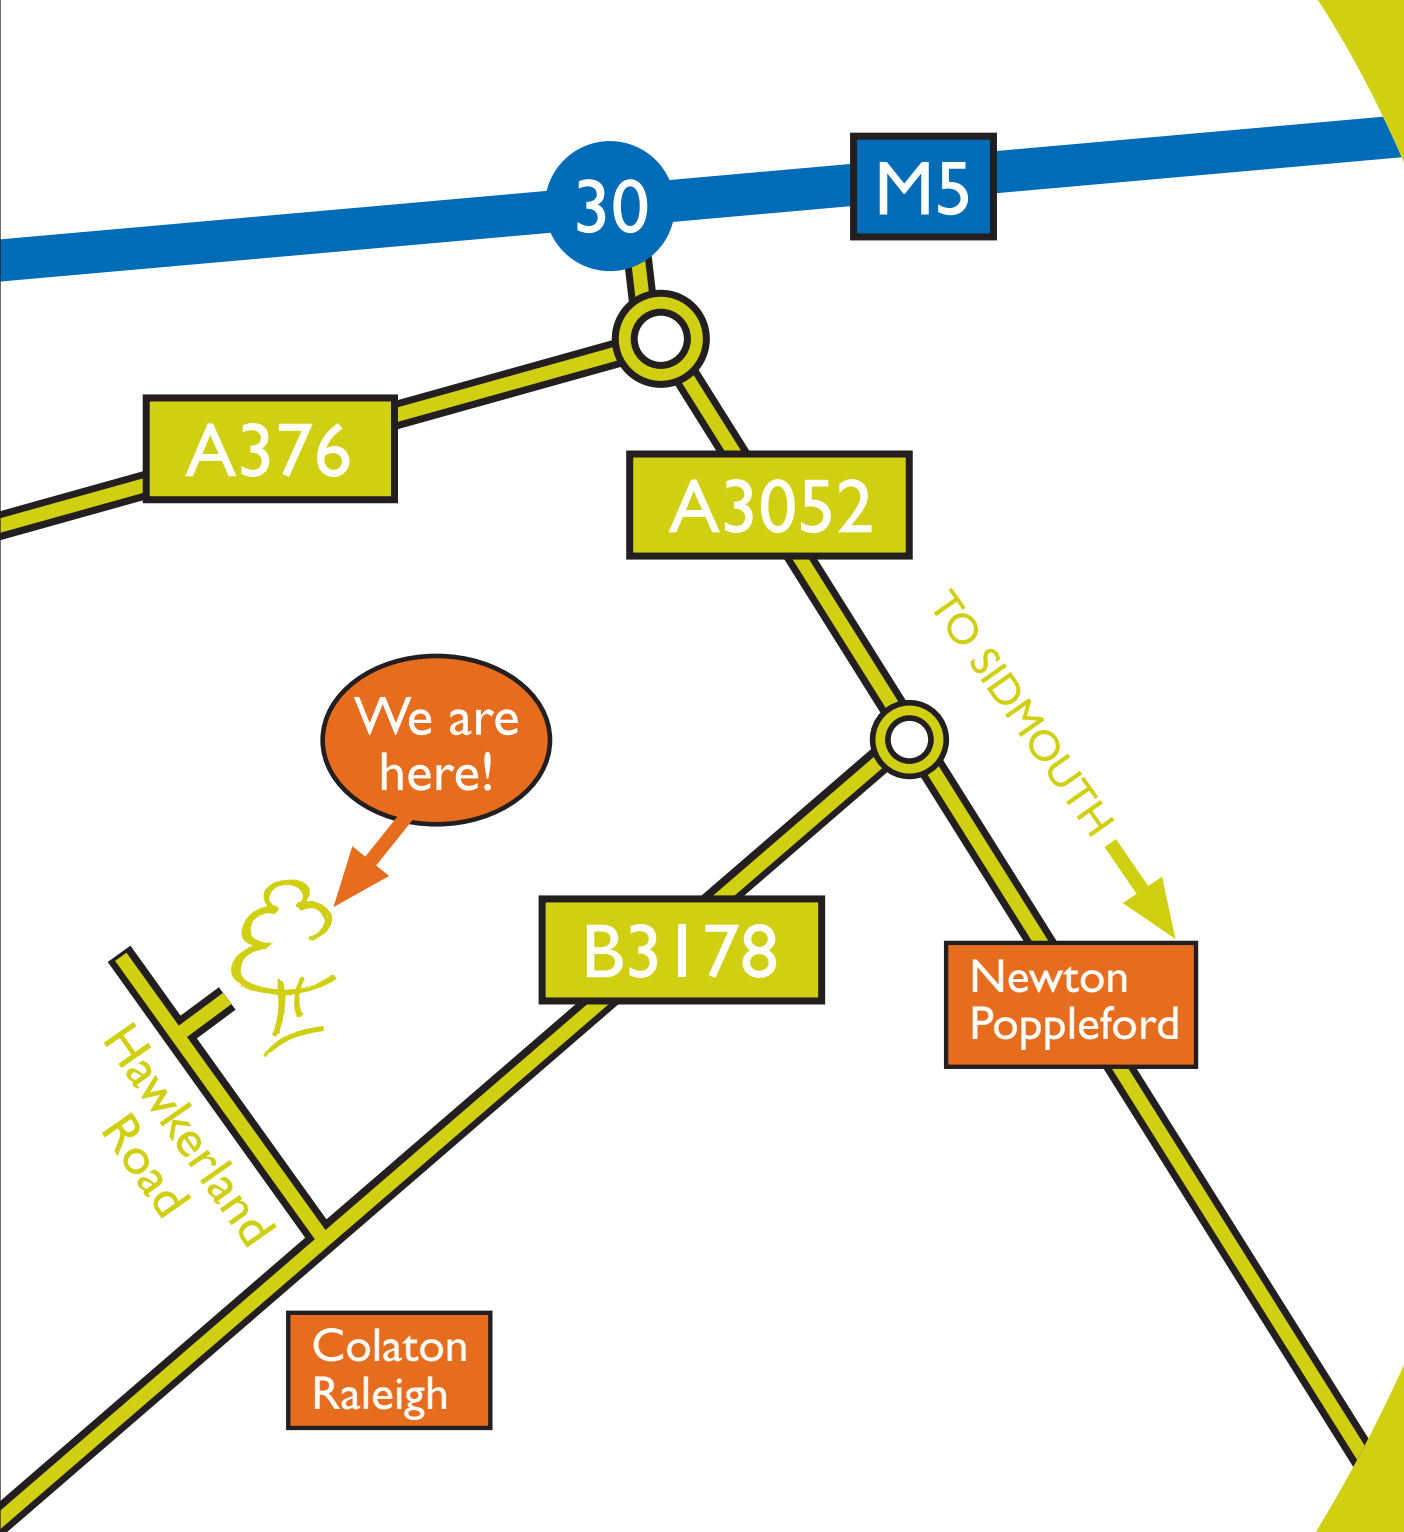 M5
30
A376
A3052
TO SIDMOUTH
We are
here!
B3178
Newton
Poppleford
Hawkerland
Road
Colaton
Raleigh